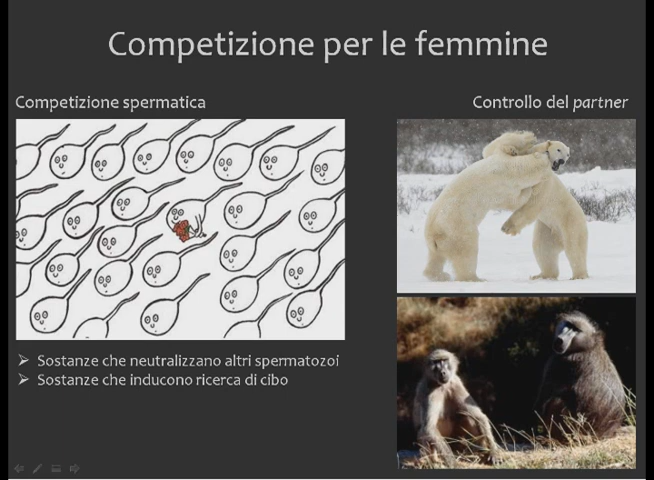 Competizione per le femmine
Competizione spermatica
Controllo del partner
Sostanze che neutralizzano altri spermatozoi
Sostanze che inducono ricerca di cibo